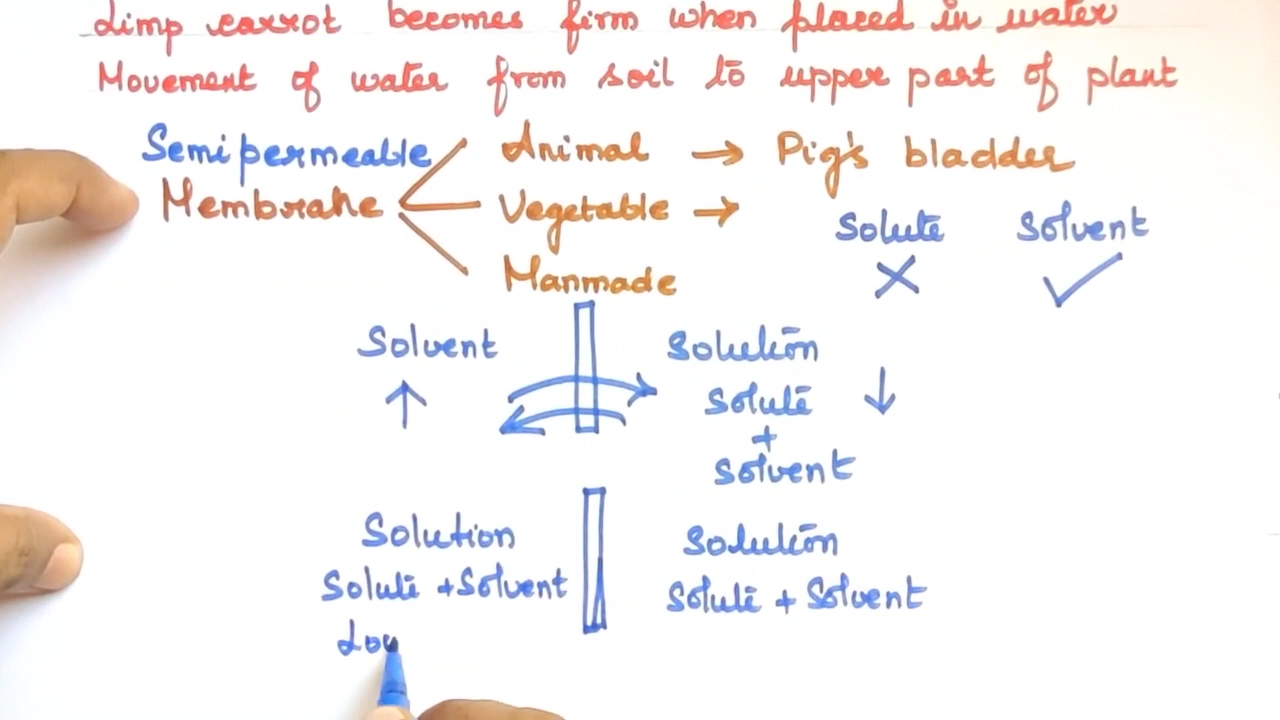 Limp carrot becomes firm when placed in water
Movement of water from soil to upper part of plant
Semipermeable Membrane
Animal → Pig's bladder
Vegetable →
Manmade
Solute Solvent
✗ ✓
Solvent Solution
↑ Solute ↓
+
Solvent
Solution Solution
Solute + Solvent Solute + Solvent
Low